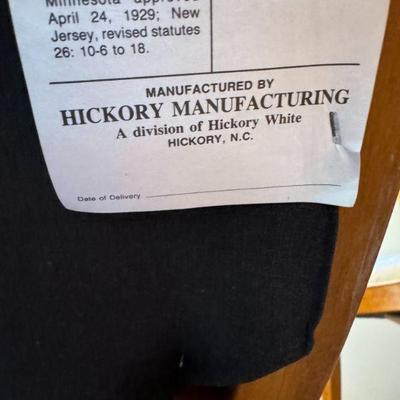 Minnesota approved
April 24, 1929; New
Jersey, revised statutes
26: 10-6 to 18.
MANUFACTURED BY
HICKORY MANUFACTURING
A division of Hickory White
HICKORY, N.C.
Date of Delivery